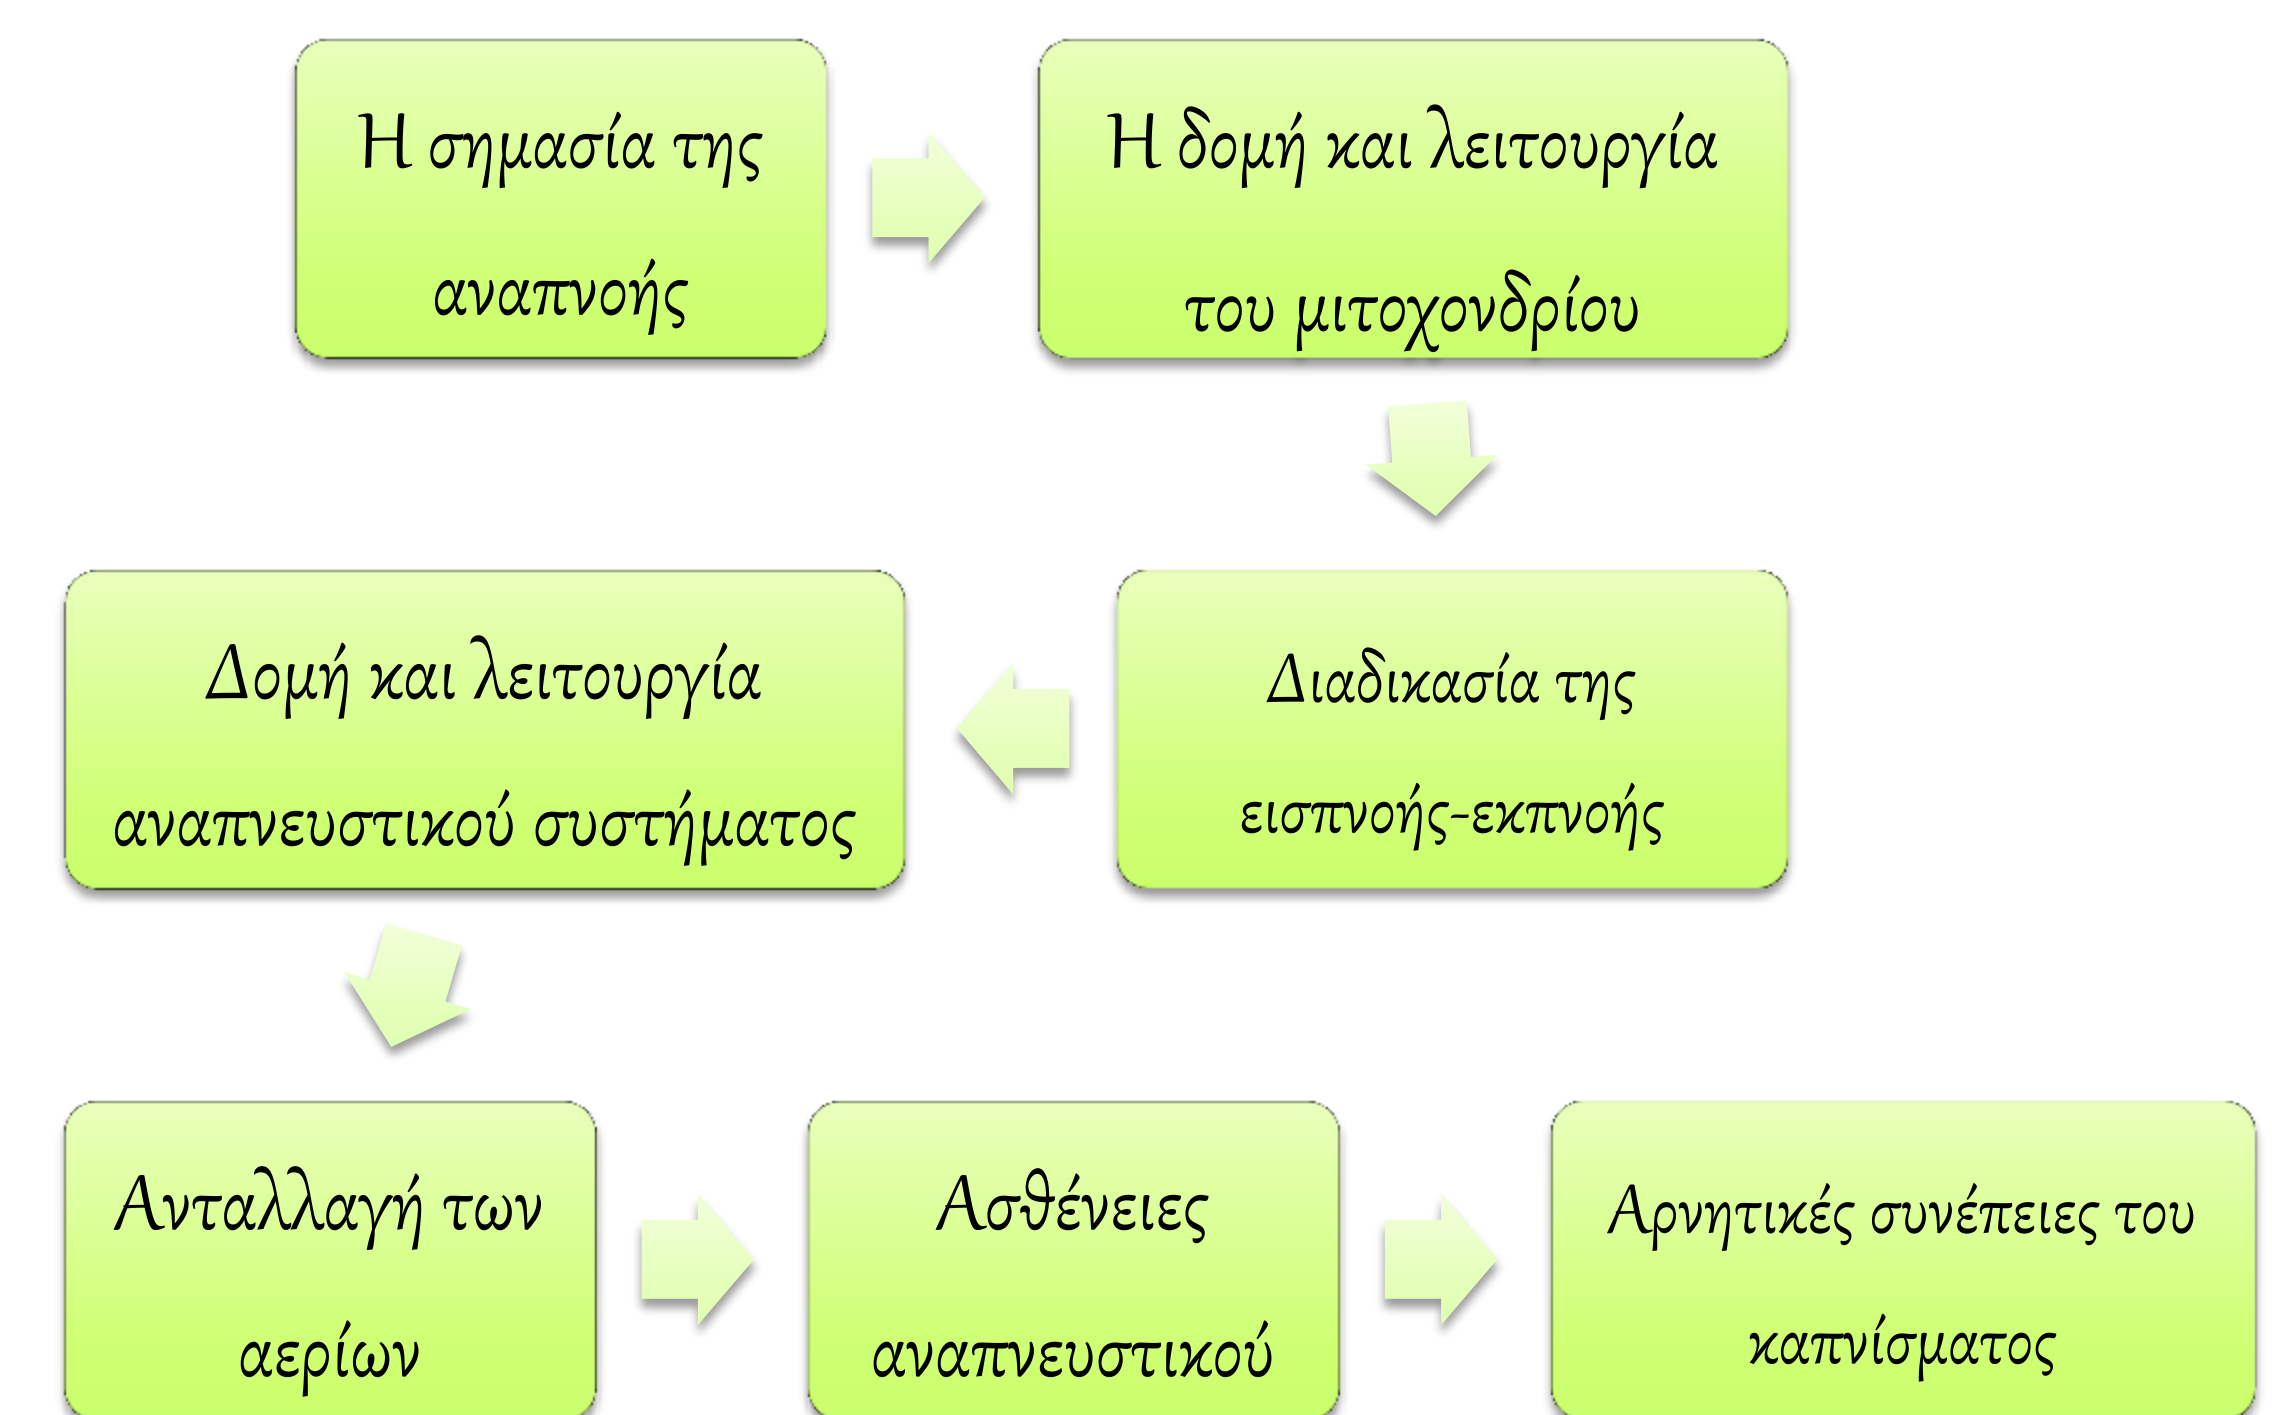 Η σημασία της
αναπνοής
Η δομή και λειτουργία
του μιτοχονδρίου
Διαδικασία της
εισπνοής-εκπνοής
Δομή και λειτουργία
αναπνευστικού συστήματος
Ανταλλαγή των
αερίων
Ασθένειες
αναπνευστικού
Αρνητικές συνέπειες του
καπνίσματος